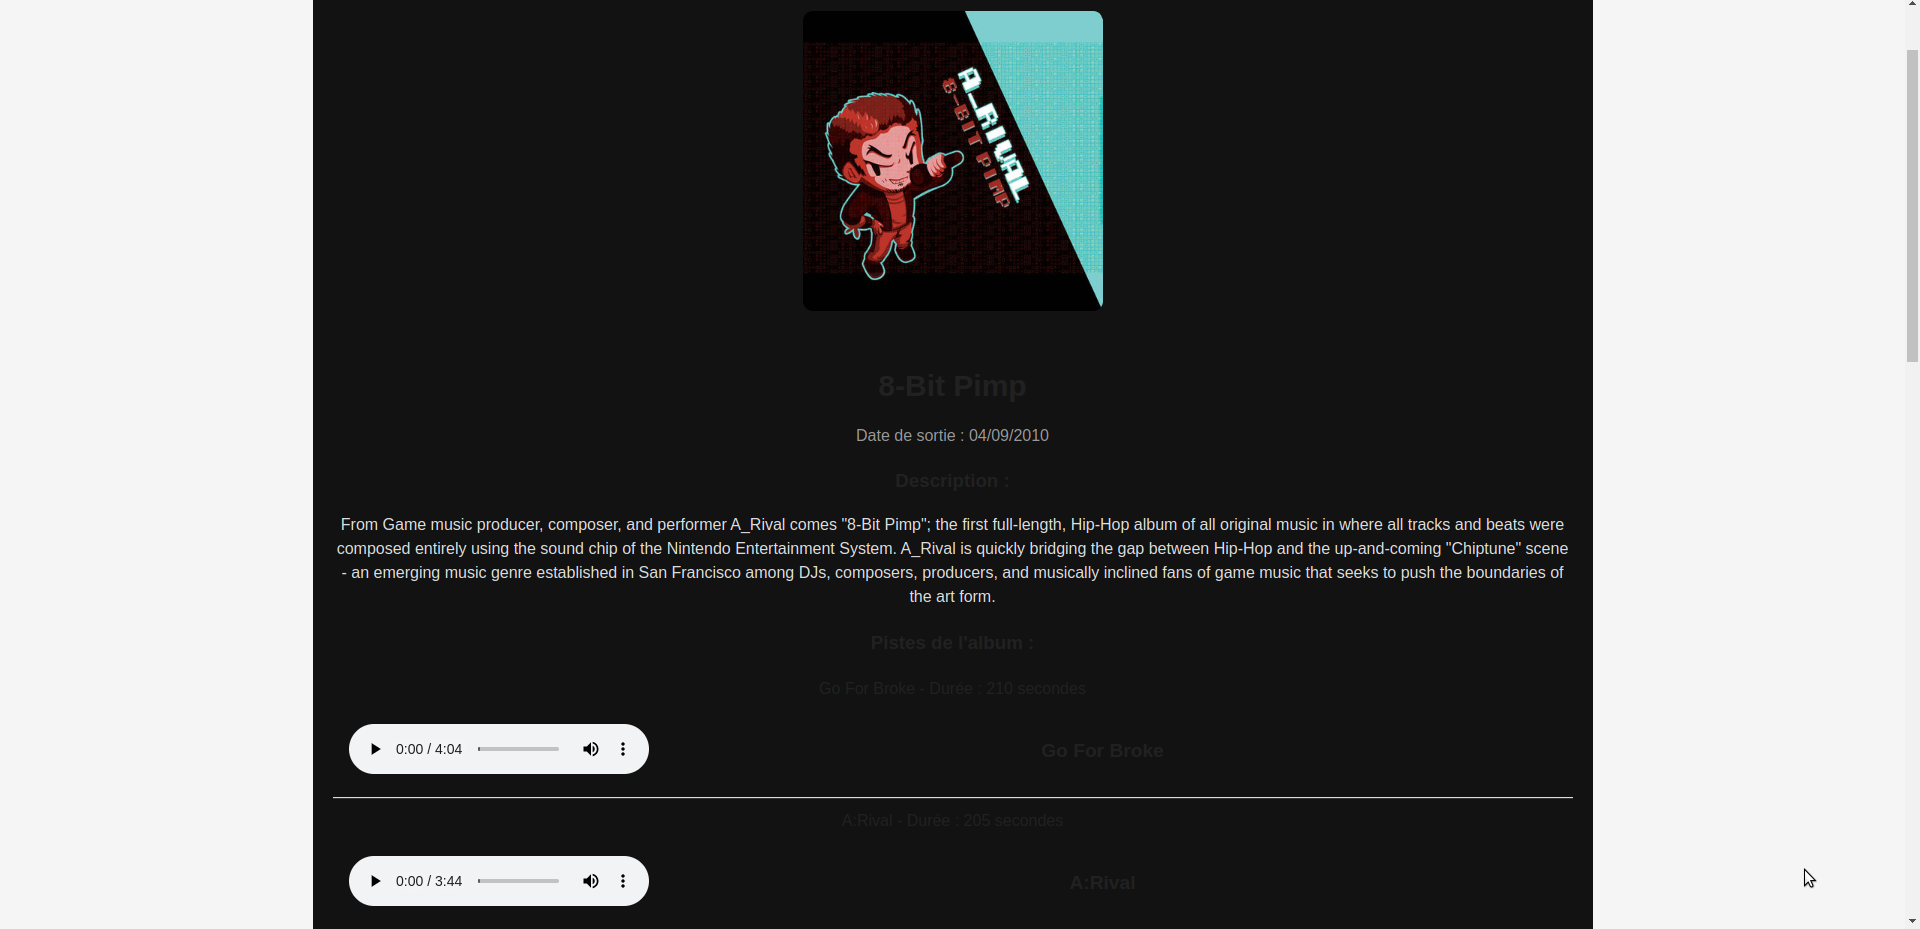 A_RIVAL
8-BIT PIMP
8-Bit Pimp
Date de sortie : 04/09/2010
Description :
From Game music producer, composer, and performer A_Rival comes "8-Bit Pimp"; the first full-length, Hip-Hop album of all original music in where all tracks and beats were
composed entirely using the sound chip of the Nintendo Entertainment System. A_Rival is quickly bridging the gap between Hip-Hop and the up-and-coming "Chiptune" scene
- an emerging music genre established in San Francisco among DJs, composers, producers, and musically inclined fans of game music that seeks to push the boundaries of
the art form.
Pistes de l'album :
Go For Broke - Durée : 210 secondes
0:00 / 4:04
Go For Broke
A:Rival - Durée : 205 secondes
0:00 / 3:44
A:Rival